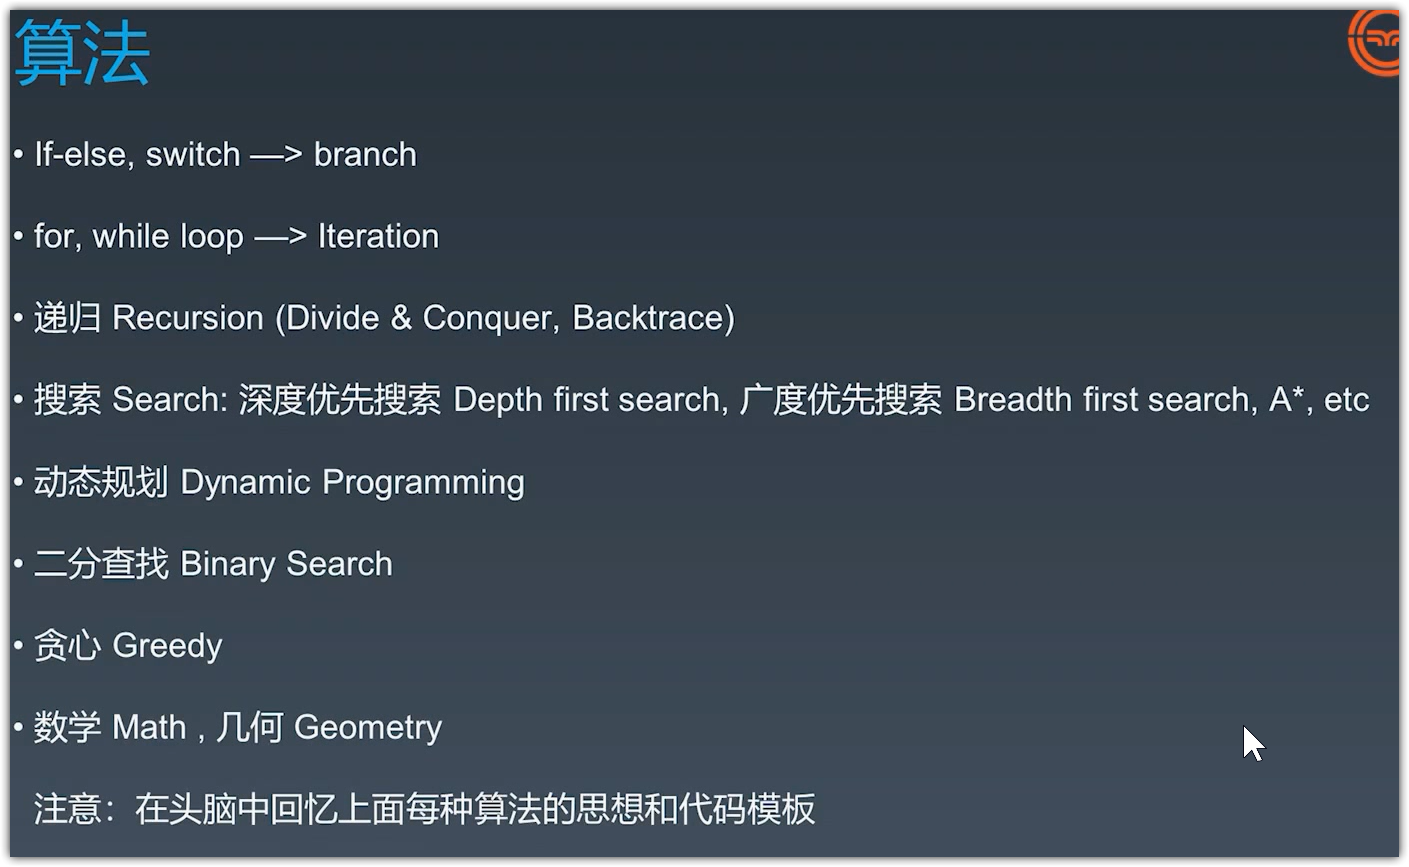 算法
• If-else, switch —> branch
• for, while loop —> Iteration
• 递归 Recursion (Divide & Conquer, Backtrace)
• 搜索 Search: 深度优先搜索 Depth first search, 广度优先搜索 Breadth first search, A*, etc
• 动态规划 Dynamic Programming
• 二分查找 Binary Search
• 贪心 Greedy
• 数学 Math , 几何 Geometry
注意：在头脑中回忆上面每种算法的思想和代码模板